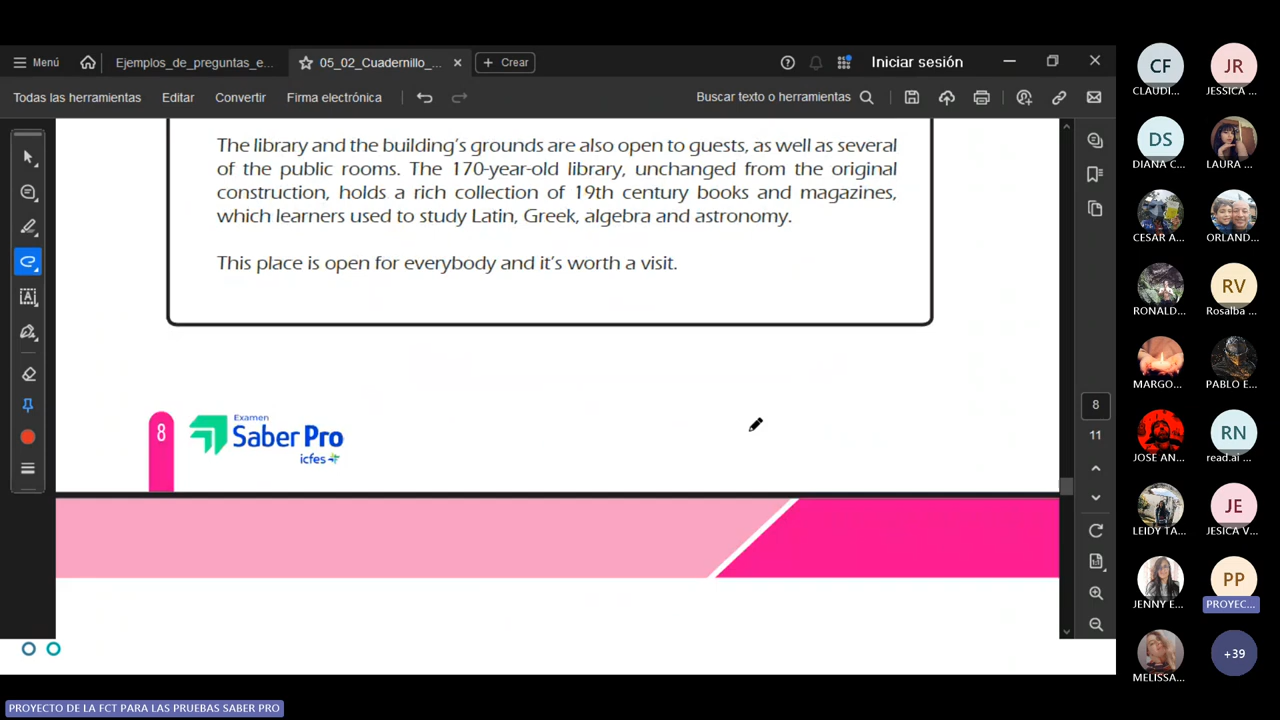 Menú
Ejemplos_de_preguntas_e...
05_02_Cuadernillo_...
Crear
Iniciar sesión
Todas las herramientas
Editar
Convertir
Firma electrónica
Buscar texto o herramientas
The library and the building's grounds are also open to guests, as well as several
of the public rooms. The 170-year-old library, unchanged from the original
construction, holds a rich collection of 19th century books and magazines,
which learners used to study Latin, Greek, algebra and astronomy.
This place is open for everybody and it's worth a visit.
8
Examen
Saber Pro
icfes
8
11
CF
CLAUDI...
JR
JESSICA ...
DS
DIANA C...
LAURA ...
CESAR A...
ORLAND...
RONALD...
RV
Rosalba ...
MARGO...
PABLO E...
JOSE AN...
RN
read.ai ...
LEIDY TA...
JE
JESICA V...
JENNY E...
PP
PROYEC...
MELISSA...
+39
PROYECTO DE LA FCT PARA LAS PRUEBAS SABER PRO